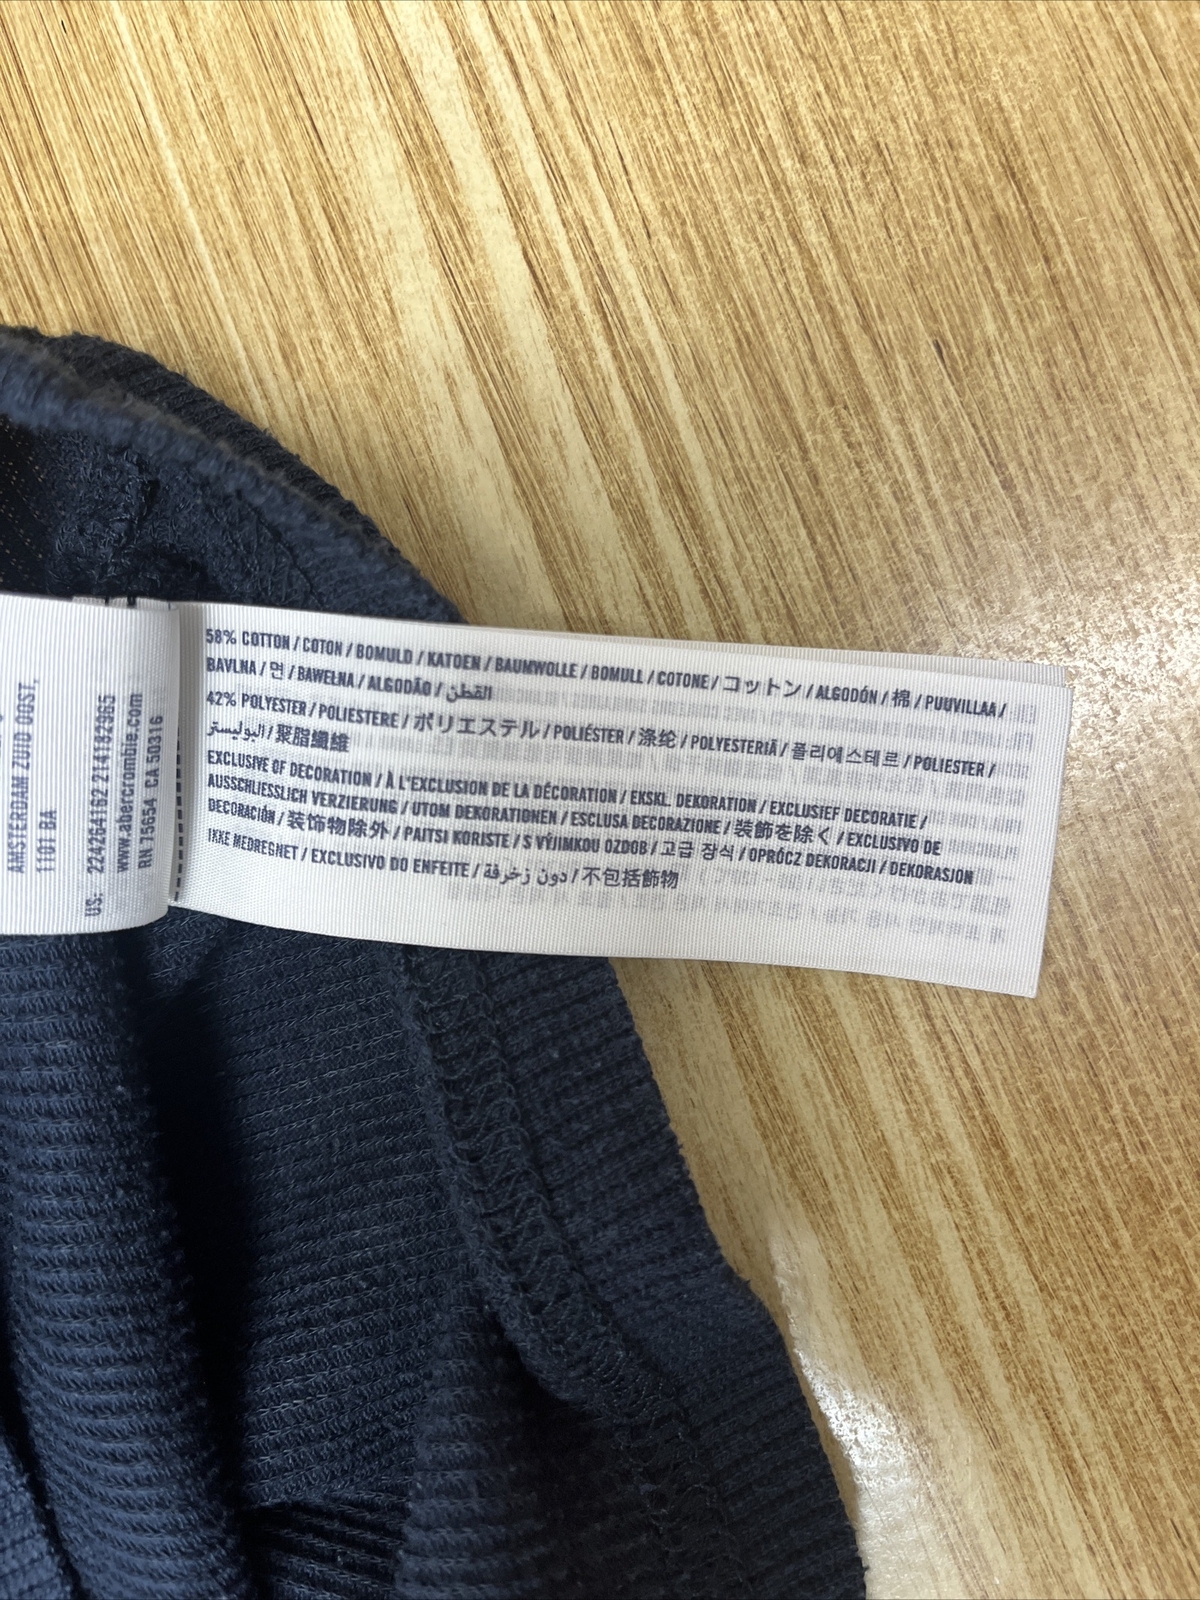 AMSTERDAM ZUID OOST,
1101 BA
US: 224264162 214182965
www.abercrombie.com
RN 75654 CA 50316
58% COTTON / COTON / BOMULD / KATOEN / BAUMWOLLE / BOMULL / COTONE / コットン / ALGODÓN / 棉 / PUUVILLAA /
BAVLNA / 면 / BAWEŁNA / ALGODÃO / القطن
42% POLYESTER / POLIESTERE / ポリエステル / POLIÉSTER / 涤纶 / POLYESTERIÄ / 폴리에스테르 / POLIESTER /
البوليستر / 聚脂纖維
EXCLUSIVE OF DECORATION / À L'EXCLUSION DE LA DÉCORATION / EKSKL. DEKORATION / EXCLUSIEF DECORATIE /
AUSSCHLIESSLICH VERZIERUNG / UTOM DEKORATIONEN / ESCLUSA DECORAZIONE / 装飾を除く / EXCLUSIVO DE
DECORACIÓN / 装饰物除外 / PAITSI KORISTE / S VÝJIMKOU OZDOB / 고급 장식 / OPRÓCZ DEKORACJI / DEKORASJON
IKKE MEDREGNET / EXCLUSIVO DO ENFEITE / دون زخرفة / 不包括飾物